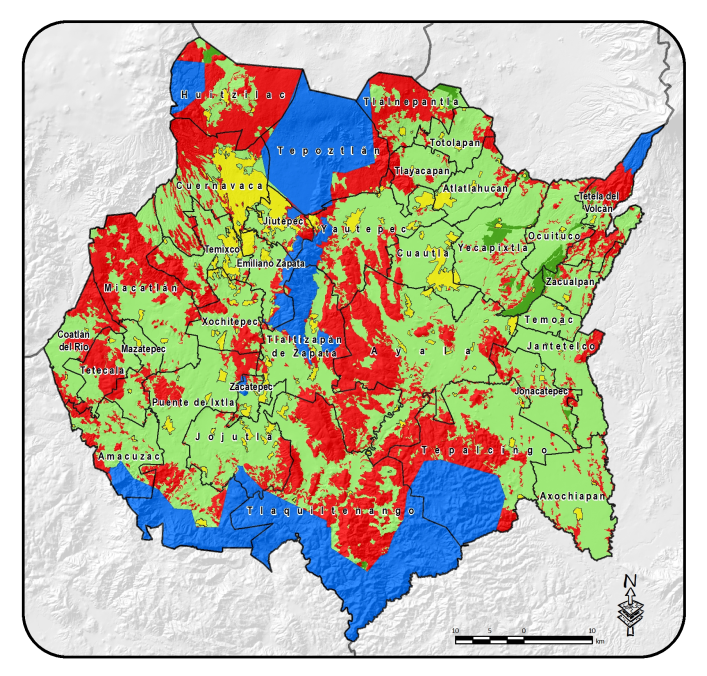 Huitzilac
Tlalnepantla
Totolapan
Tepoztlán
Tlayacapan
Cuernavaca
Atlatlahucan
Tetela del
Volcán
Jiutepec
Yautepec
Ocuituco
Temixco
Cuautla
Yecapixtla
Emiliano Zapata
Zacualpan
Miacatlán
Xochitepec
Temoac
Coatlán
del Río
Mazatepec
Tlaltizapán
de Zapata
Ayala
Jantetelco
Tetecala
Zacatepec
Jonacatepec
Puente de Ixtla
Jojutla
Tepalcingo
Amacuzac
Axochiapan
Tlaquiltenango
N
10 5 0 10
km